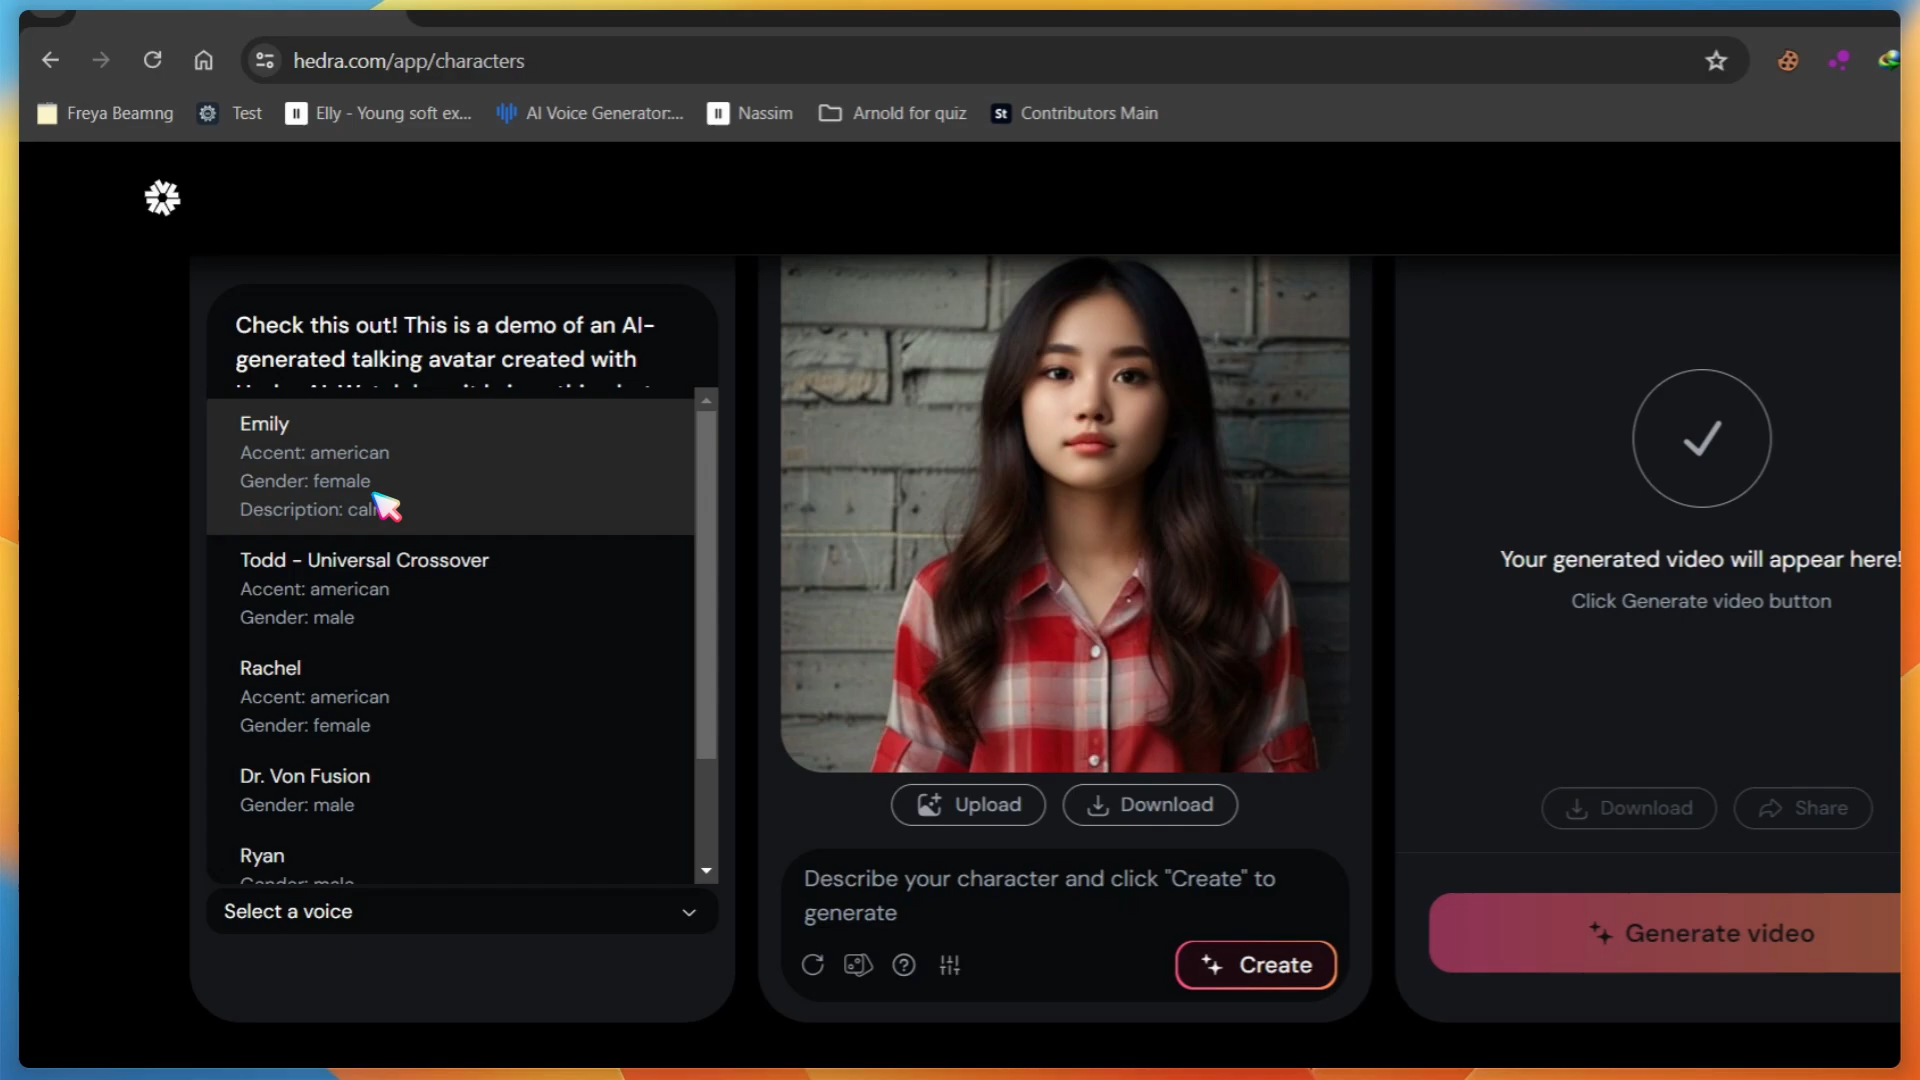 hedra.com/app/characters
Freya Beamng
Test
Elly - Young soft ex...
AI Voice Generator:...
Nassim
Arnold for quiz
St
Contributors Main
Check this out! This is a demo of an AI-
generated talking avatar created with
Emily
Accent: american
Gender: female
Description:
Todd - Universal Crossover
Accent: american
Gender: male
Rachel
Accent: american
Gender: female
Dr. Von Fusion
Gender: male
Ryan
Gender: male
Select a voice
Upload
Download
Describe your character and click "Create" to
generate
Create
Your generated video will appear here!
Click Generate video button
Download
Share
Generate video